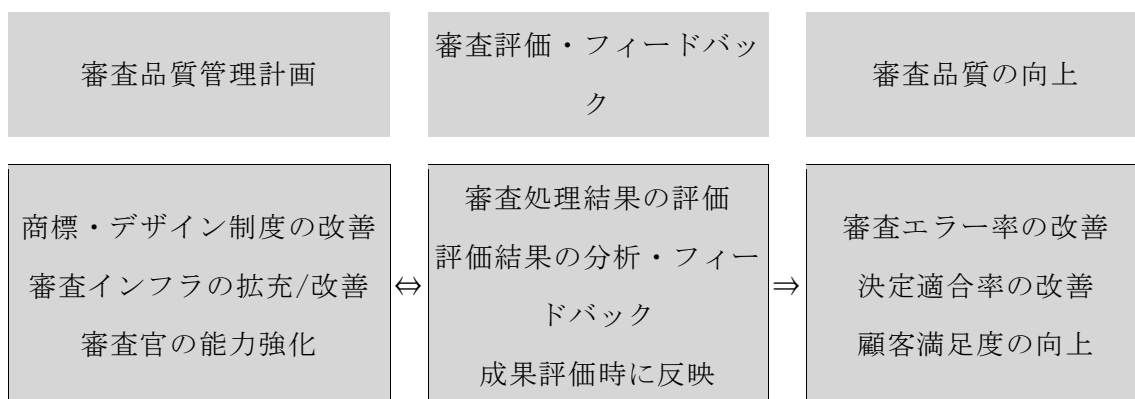 審査品質管理計画
審査評価・フィードバッ
ク
審査品質の向上
商標・デザイン制度の改善
審査インフラの拡充/改善
審査官の能力強化
⇔
審査処理結果の評価
評価結果の分析・フィー
ドバック
成果評価時に反映
⇒
審査エラー率の改善
決定適合率の改善
顧客満足度の向上